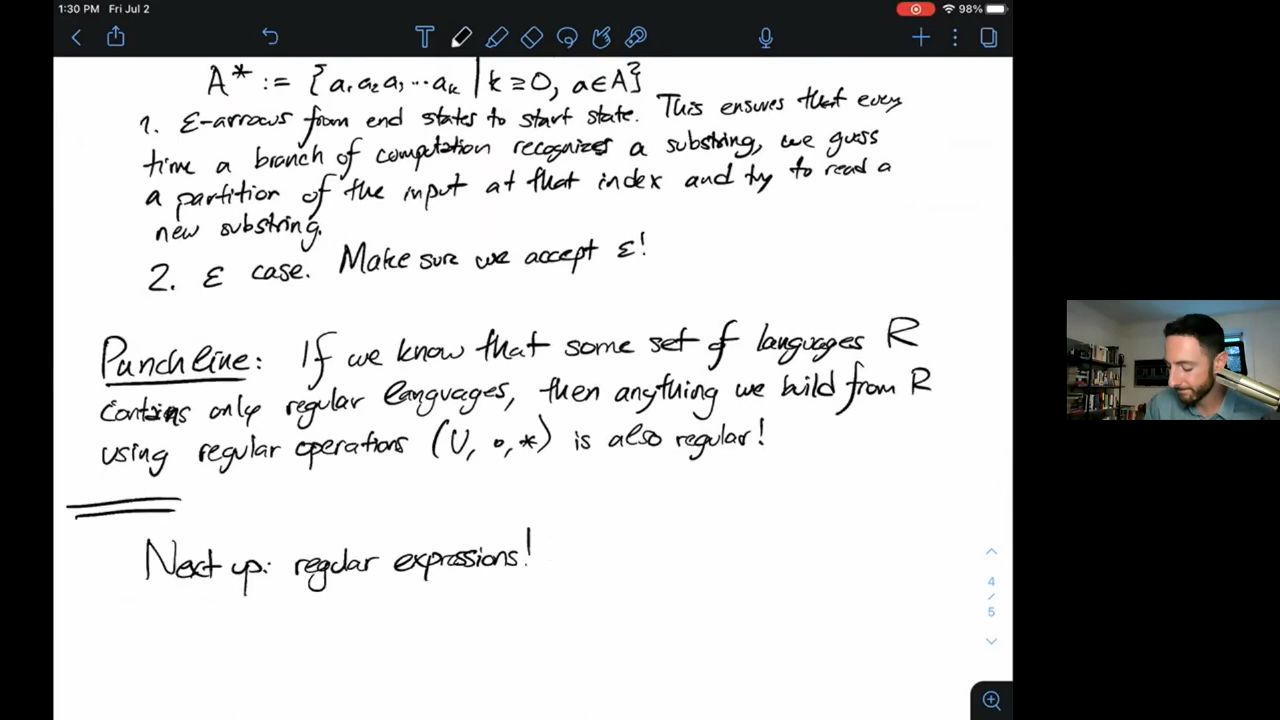 1:30 PM Fri Jul 2
98%
A* := {a₁a₂a₁...aₖ | k ≥ 0, a∈A}
1. ε-arrows from end states to start state. This ensures that every
time a branch of computation recognizes a substring, we guess
a partition of the input at that index and try to read a
new substring.
2. ε case. Make sure we accept ε!
Punchline: If we know that some set of languages R
contains only regular languages, then anything we build from R
using regular operations (U, ∘, *) is also regular!
Next up: regular expressions!
4
/
5